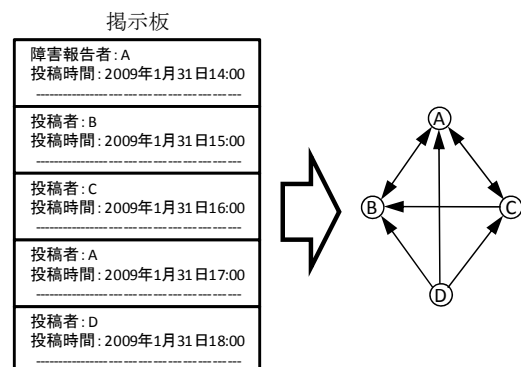 掲示板
障害報告者：A
投稿時間：2009年1月31日14:00
投稿者：B
投稿時間：2009年1月31日15:00
投稿者：C
投稿時間：2009年1月31日16:00
投稿者：A
投稿時間：2009年1月31日17:00
投稿者：D
投稿時間：2009年1月31日18:00
A
B
C
D